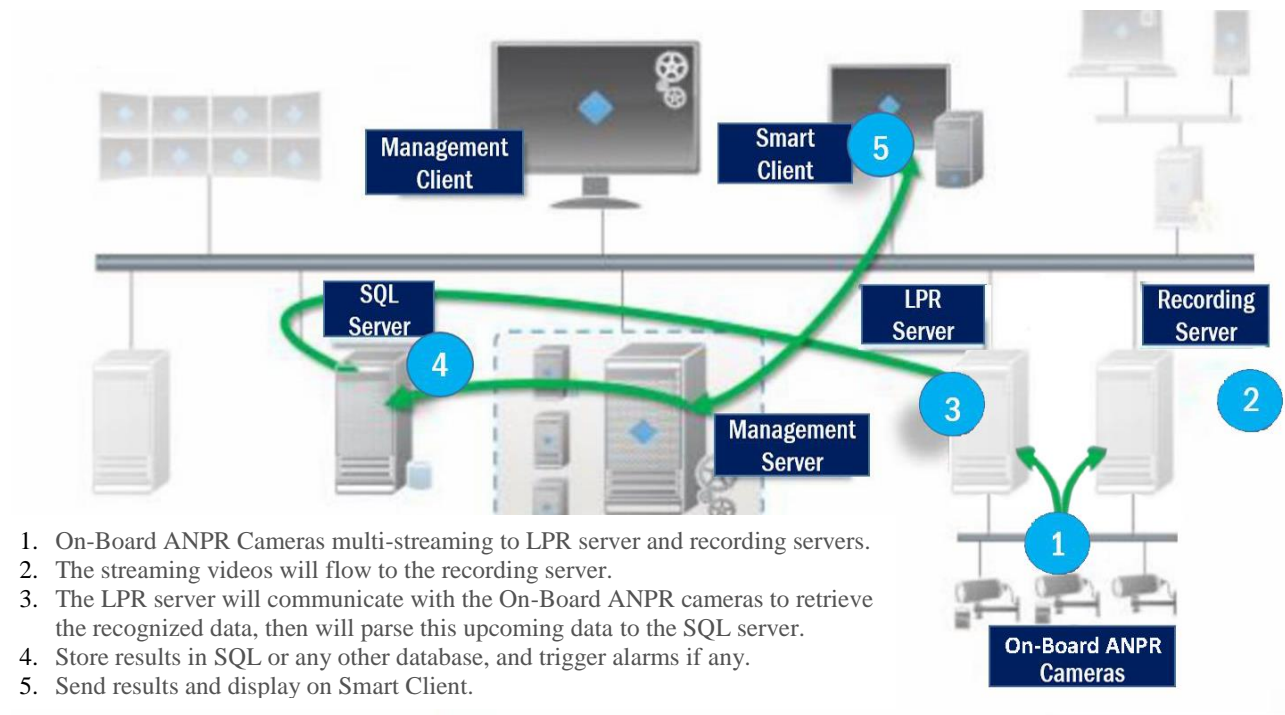 Management
Client
Smart
Client
5
SQL
Server
LPR
Server
Recording
Server
4
3
2
Management
Server
1
On-Board ANPR
Cameras
1. On-Board ANPR Cameras multi-streaming to LPR server and recording servers.
2. The streaming videos will flow to the recording server.
3. The LPR server will communicate with the On-Board ANPR cameras to retrieve
the recognized data, then will parse this upcoming data to the SQL server.
4. Store results in SQL or any other database, and trigger alarms if any.
5. Send results and display on Smart Client.